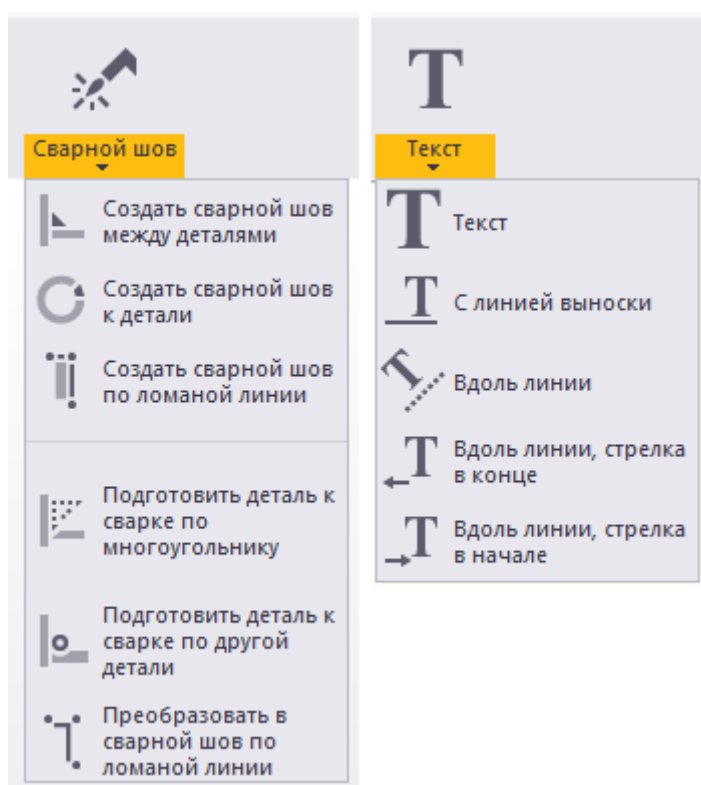 Сварной шов
Создать сварной шов
между деталями
Создать сварной шов
к детали
Создать сварной шов
по ломаной линии
Подготовить деталь к
сварке по
многоугольнику
Подготовить деталь к
сварке по другой
детали
Преобразовать в
сварной шов по
ломаной линии
T
Текст
T
Текст
T
С линией выноски
T
Вдоль линии
T
Вдоль линии, стрелка
в конце
T
Вдоль линии, стрелка
в начале